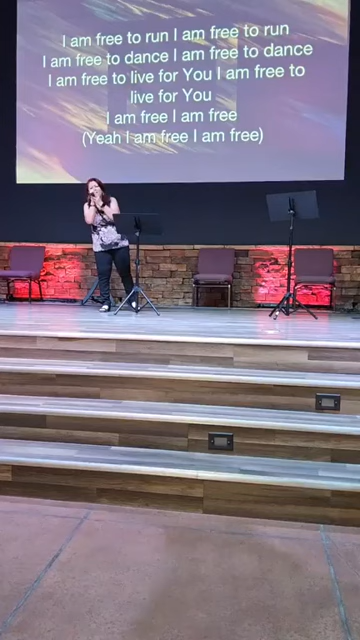 I am free to run I am free to run
I am free to dance I am free to dance
I am free to live for You I am free to
live for You
I am free I am free
(Yeah I am free I am free)